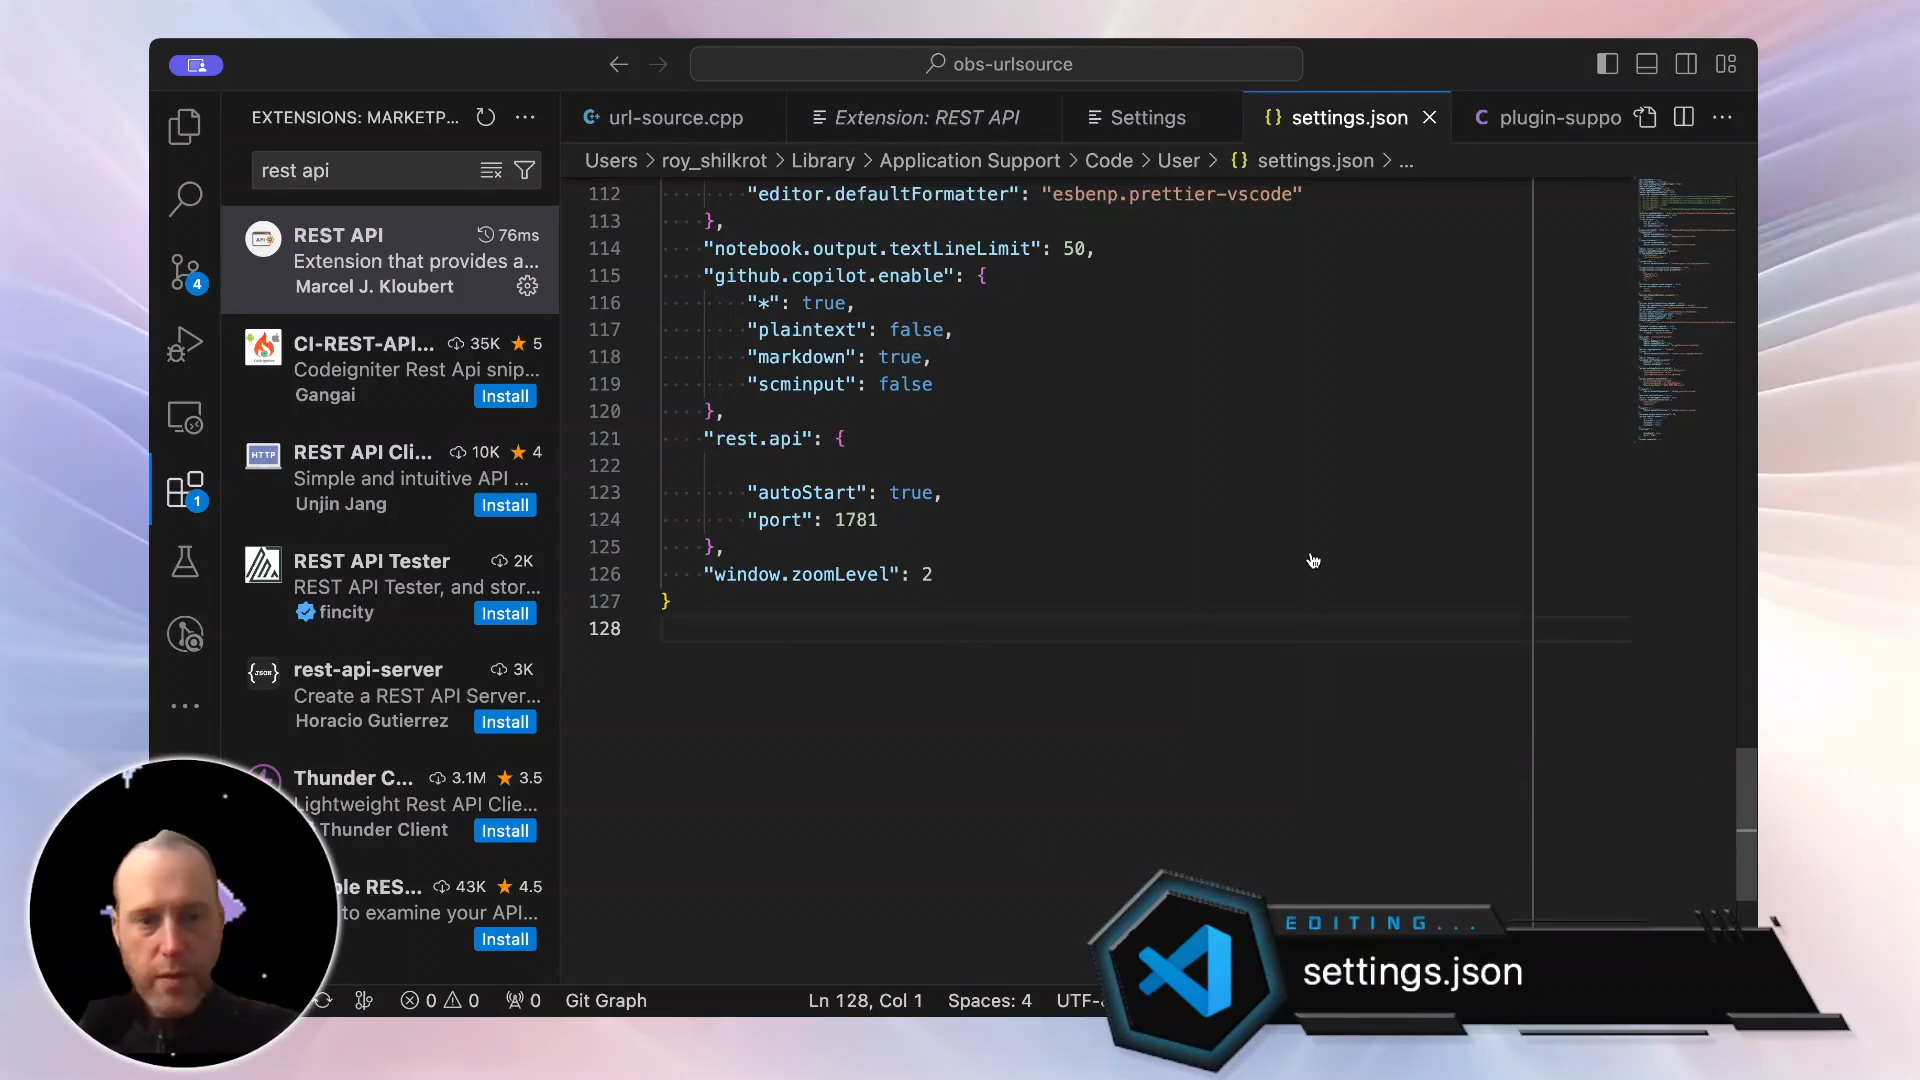 obs-urlsource
EXTENSIONS: MARKETP...
url-source.cpp
Extension: REST API
Settings
{} settings.json
plugin-suppo
rest api
Users > roy_shilkrot > Library > Application Support > Code > User > {} settings.json > ...
REST API 76ms
Extension that provides a...
Marcel J. Kloubert
CI-REST-API... 35K ★ 5
Codeigniter Rest Api snip...
Gangai Install
REST API Cli... 10K ★ 4
Simple and intuitive API ...
Unjin Jang Install
REST API Tester 2K
REST API Tester, and stor...
fincity Install
rest-api-server 3K
Create a REST API Server...
Horacio Gutierrez Install
Thunder C... 3.1M ★ 3.5
Lightweight Rest API Clie...
Thunder Client Install
ple RES... 43K ★ 4.5
to examine your API...
Install
4
1
HTTP
112 "editor.defaultFormatter": "esbenp.prettier-vscode"
113 },
114 "notebook.output.textLineLimit": 50,
115 "github.copilot.enable": {
116 "*": true,
117 "plaintext": false,
118 "markdown": true,
119 "scminput": false
120 },
121 "rest.api": {
122
123 "autoStart": true,
124 "port": 1781
125 },
126 "window.zoomLevel": 2
127 }
128
0 0 0 Git Graph Ln 128, Col 1 Spaces: 4 UTF-
EDITING...
settings.json